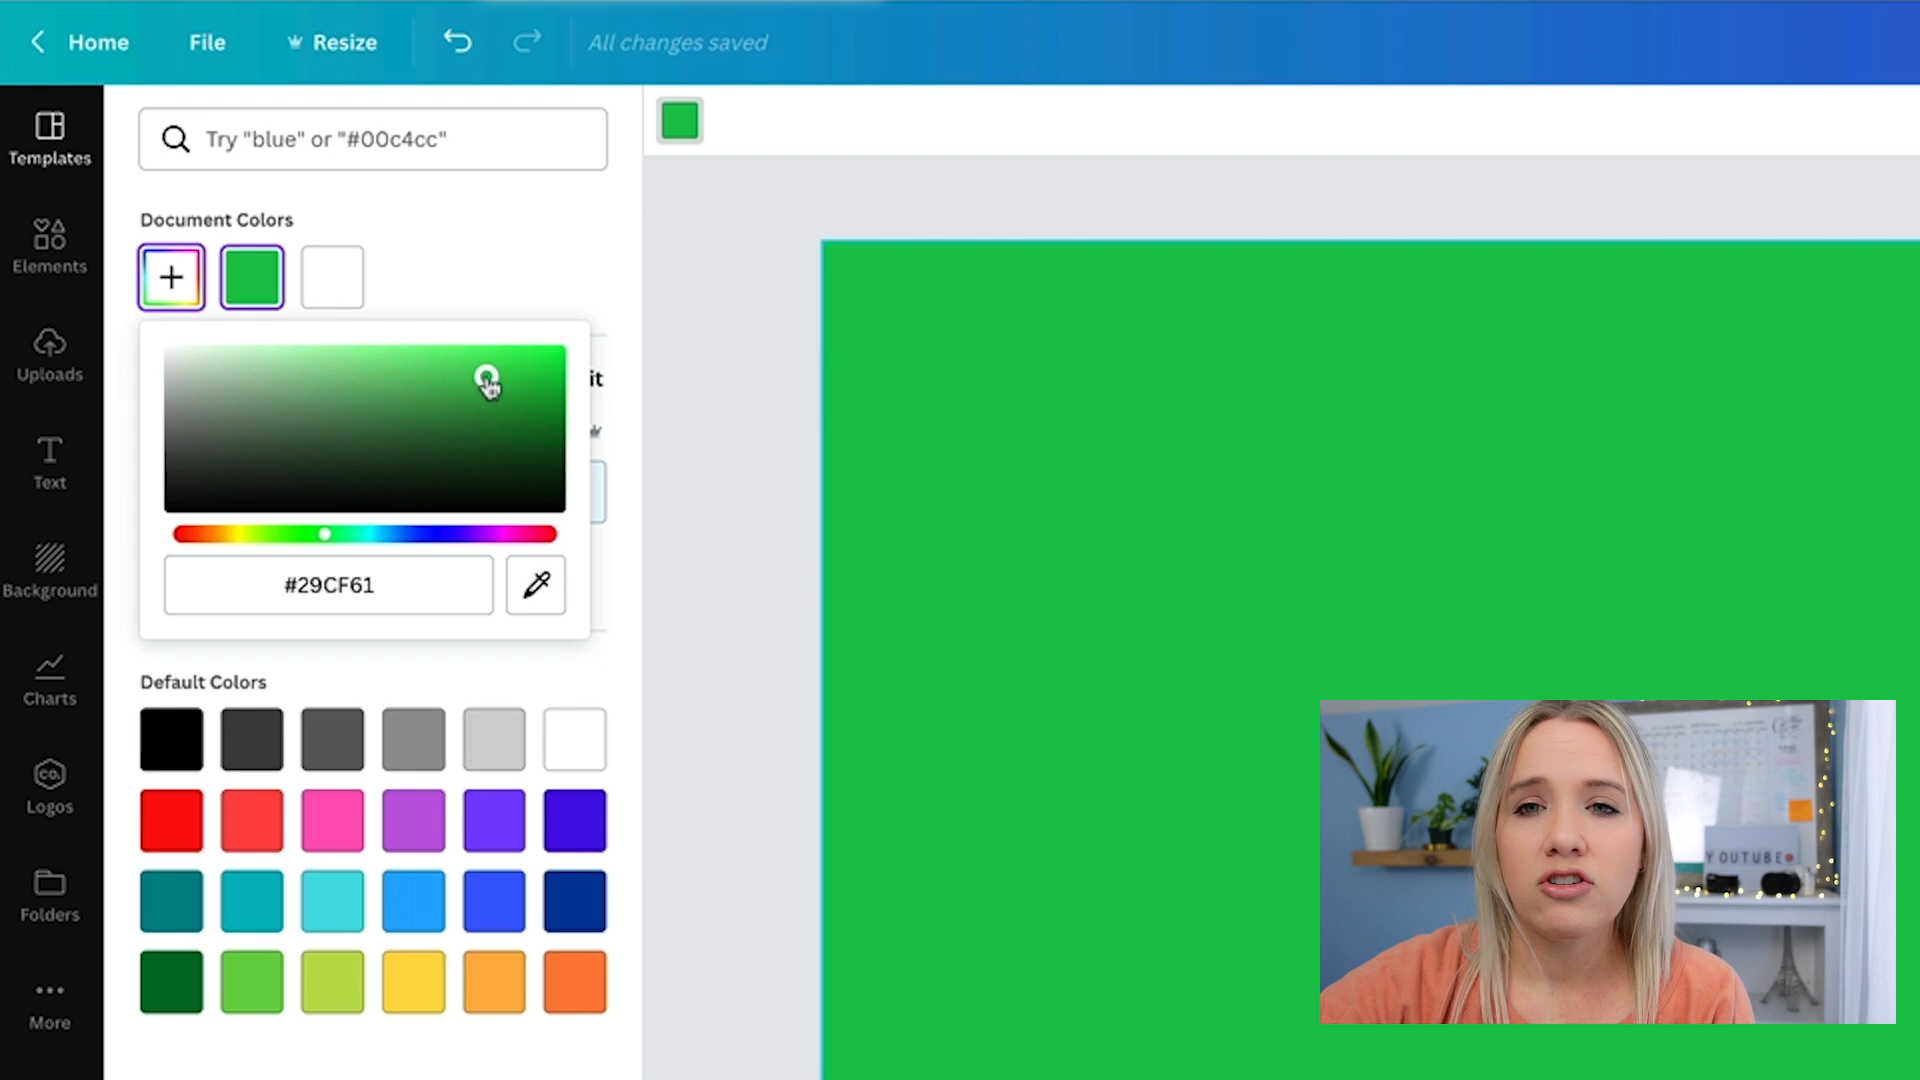 Home
File
Resize
All changes saved
Templates
Elements
Uploads
Text
Background
Charts
CO.
Logos
Folders
More
Try "blue" or "#00c4cc"
Document Colors
it
#29CF61
Default Colors
YOUTUBE